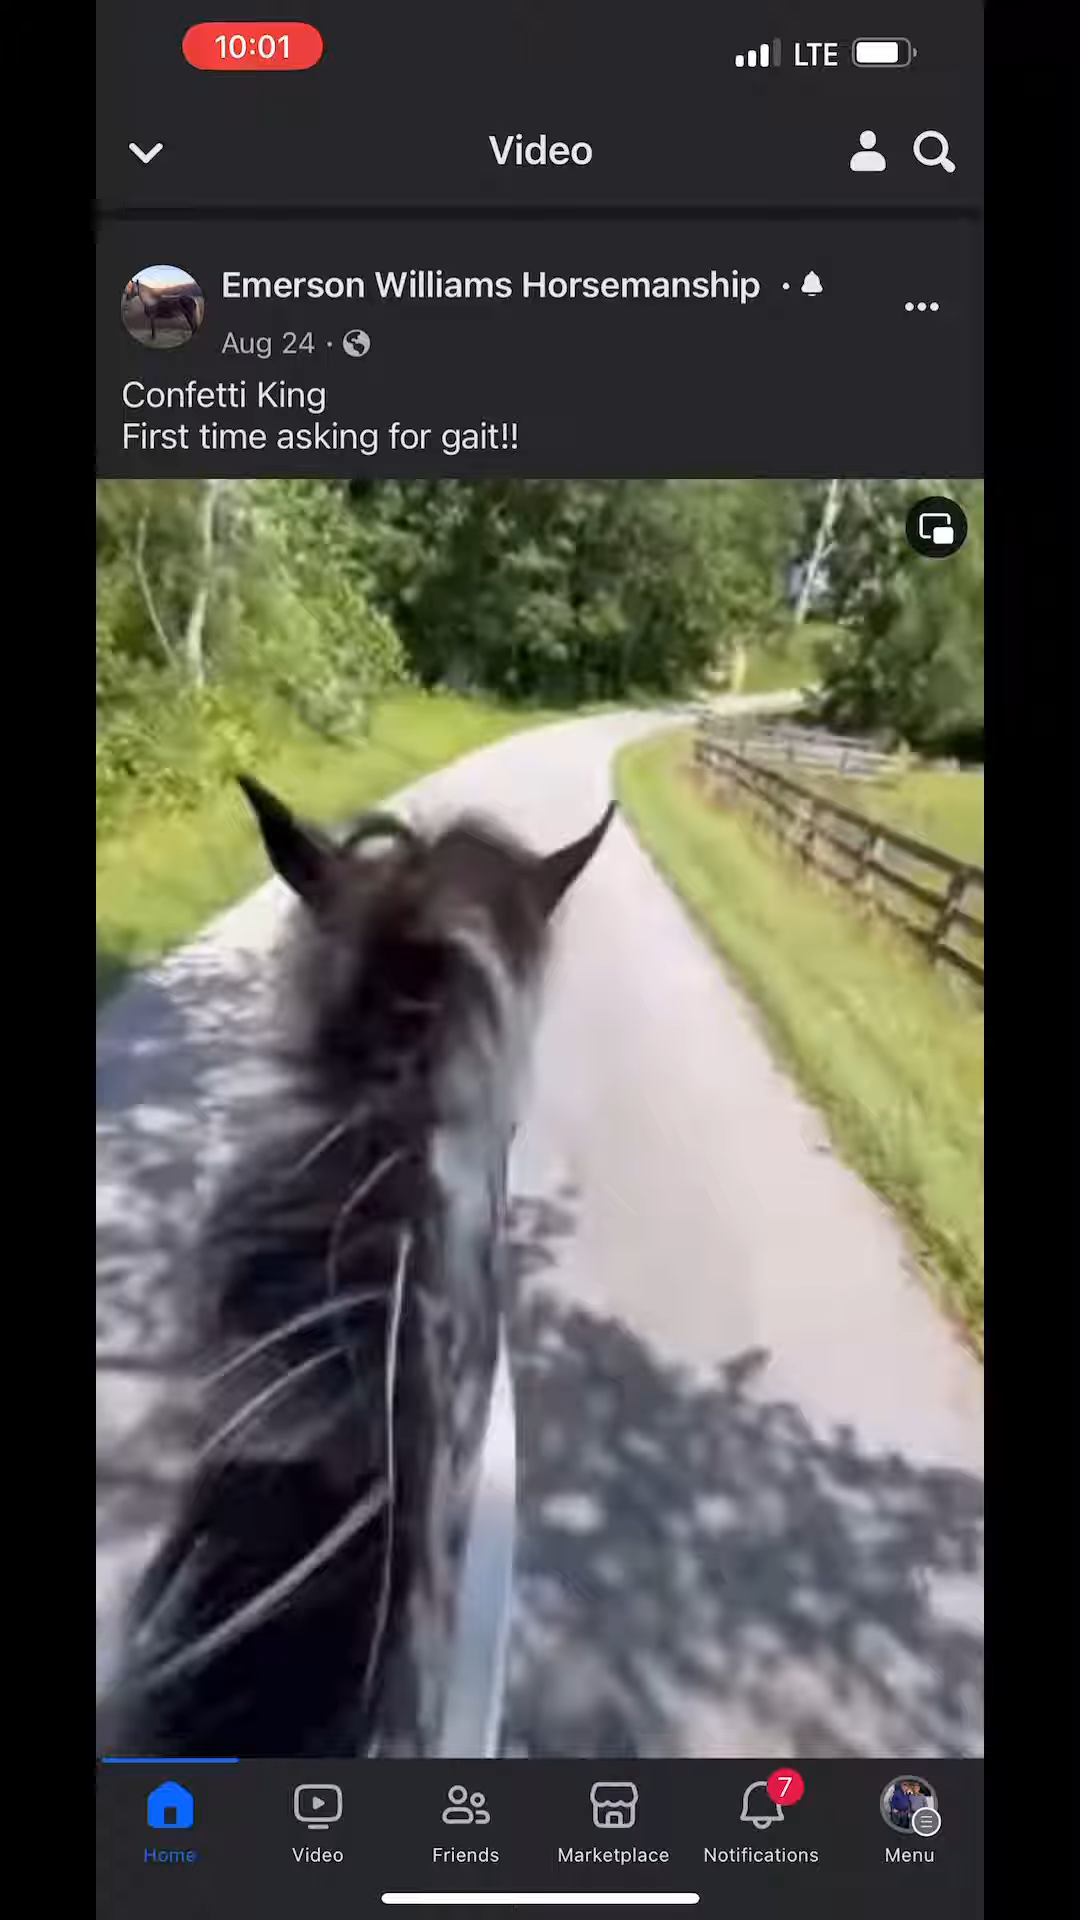 10:01 LTE
Video
Emerson Williams Horsemanship ·
Aug 24 ·
Confetti King
First time asking for gait!!
7
Home Video Friends Marketplace Notifications Menu